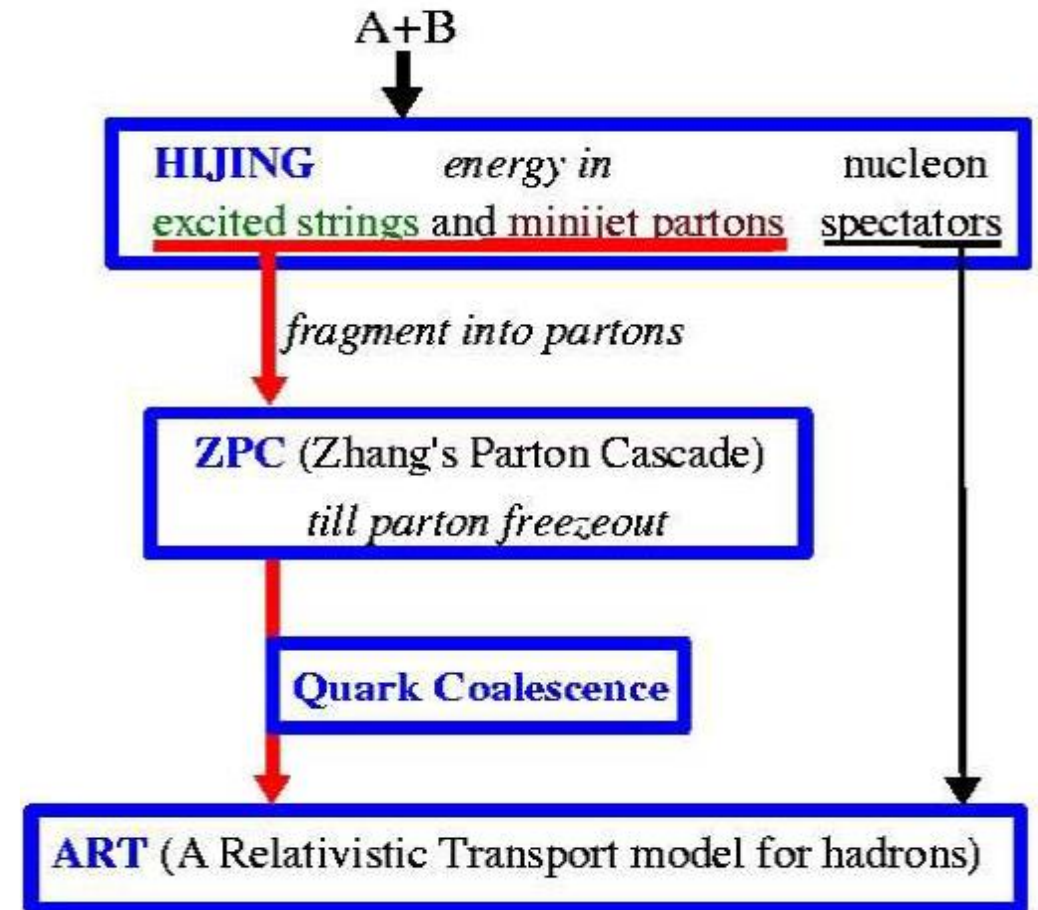 A+B
HIJING energy in nucleon
excited strings and minijet partons spectators
fragment into partons
ZPC (Zhang's Parton Cascade)
till parton freezeout
Quark Coalescence
ART (A Relativistic Transport model for hadrons)